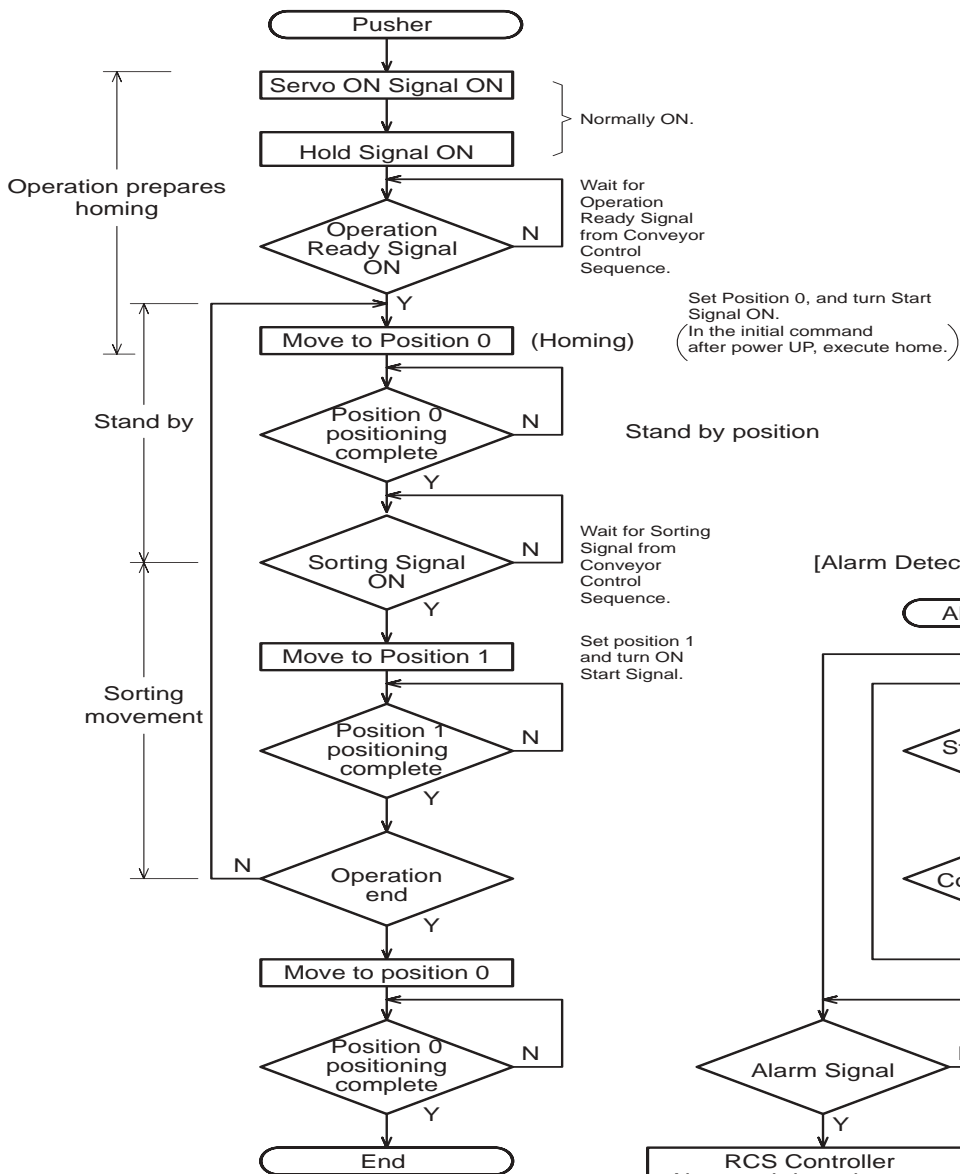 Pusher
Servo ON Signal ON
Normally ON.
Hold Signal ON
Operation prepares
homing
Wait for
Operation
Ready Signal
from Conveyor
Control
Sequence.
Operation
Ready Signal
ON
N
Y
Set Position 0, and turn Start
Signal ON.
(In the initial command
after power UP, execute home.)
Move to Position 0
(Homing)
Stand by
Position 0
positioning
complete
N
Stand by position
Y
Wait for Sorting
Signal from
Conveyor
Control
Sequence.
Sorting Signal
ON
N
Y
Move to Position 1
Set position 1
and turn ON
Start Signal.
Sorting
movement
Position 1
positioning
complete
N
Y
Operation
end
N
Y
Move to position 0
Position 0
positioning
complete
N
Y
End
[Alarm Detec
Al
St
Co
Alarm Signal
Y
RCS Controller